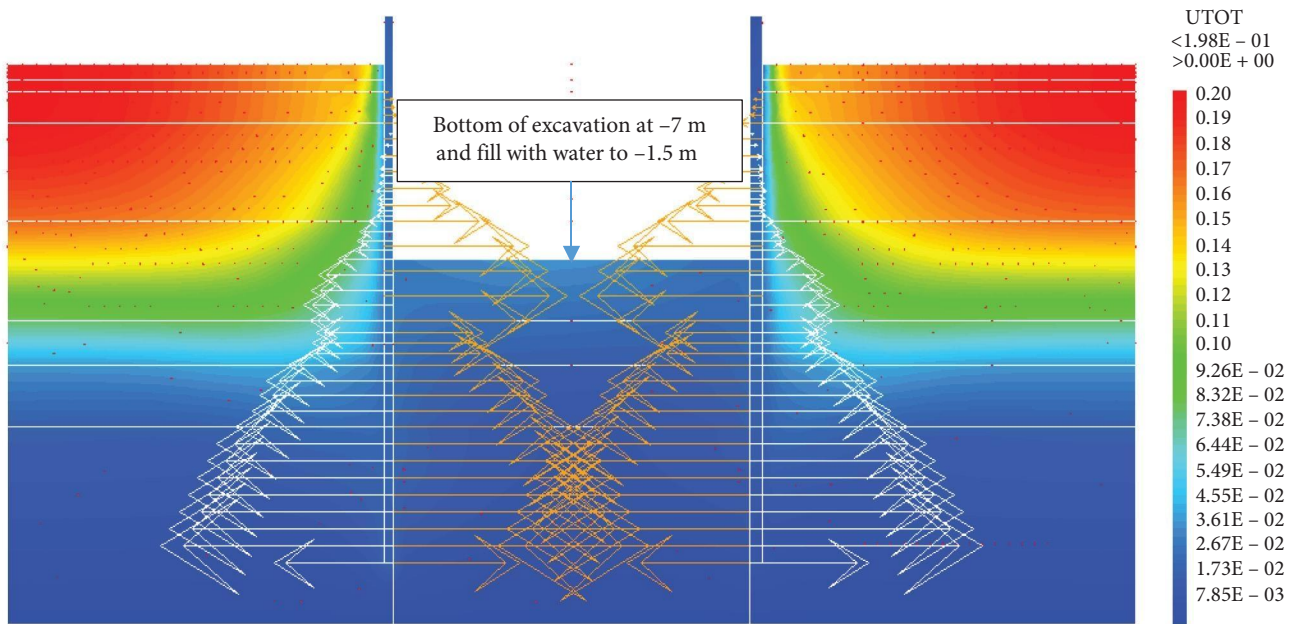 Bottom of excavation at –7 m
and fill with water to –1.5 m
UTOT
<1.98E – 01
>0.00E + 00
0.20
0.19
0.18
0.17
0.16
0.15
0.14
0.13
0.12
0.11
0.10
9.26E – 02
8.32E – 02
7.38E – 02
6.44E – 02
5.49E – 02
4.55E – 02
3.61E – 02
2.67E – 02
1.73E – 02
7.85E – 03